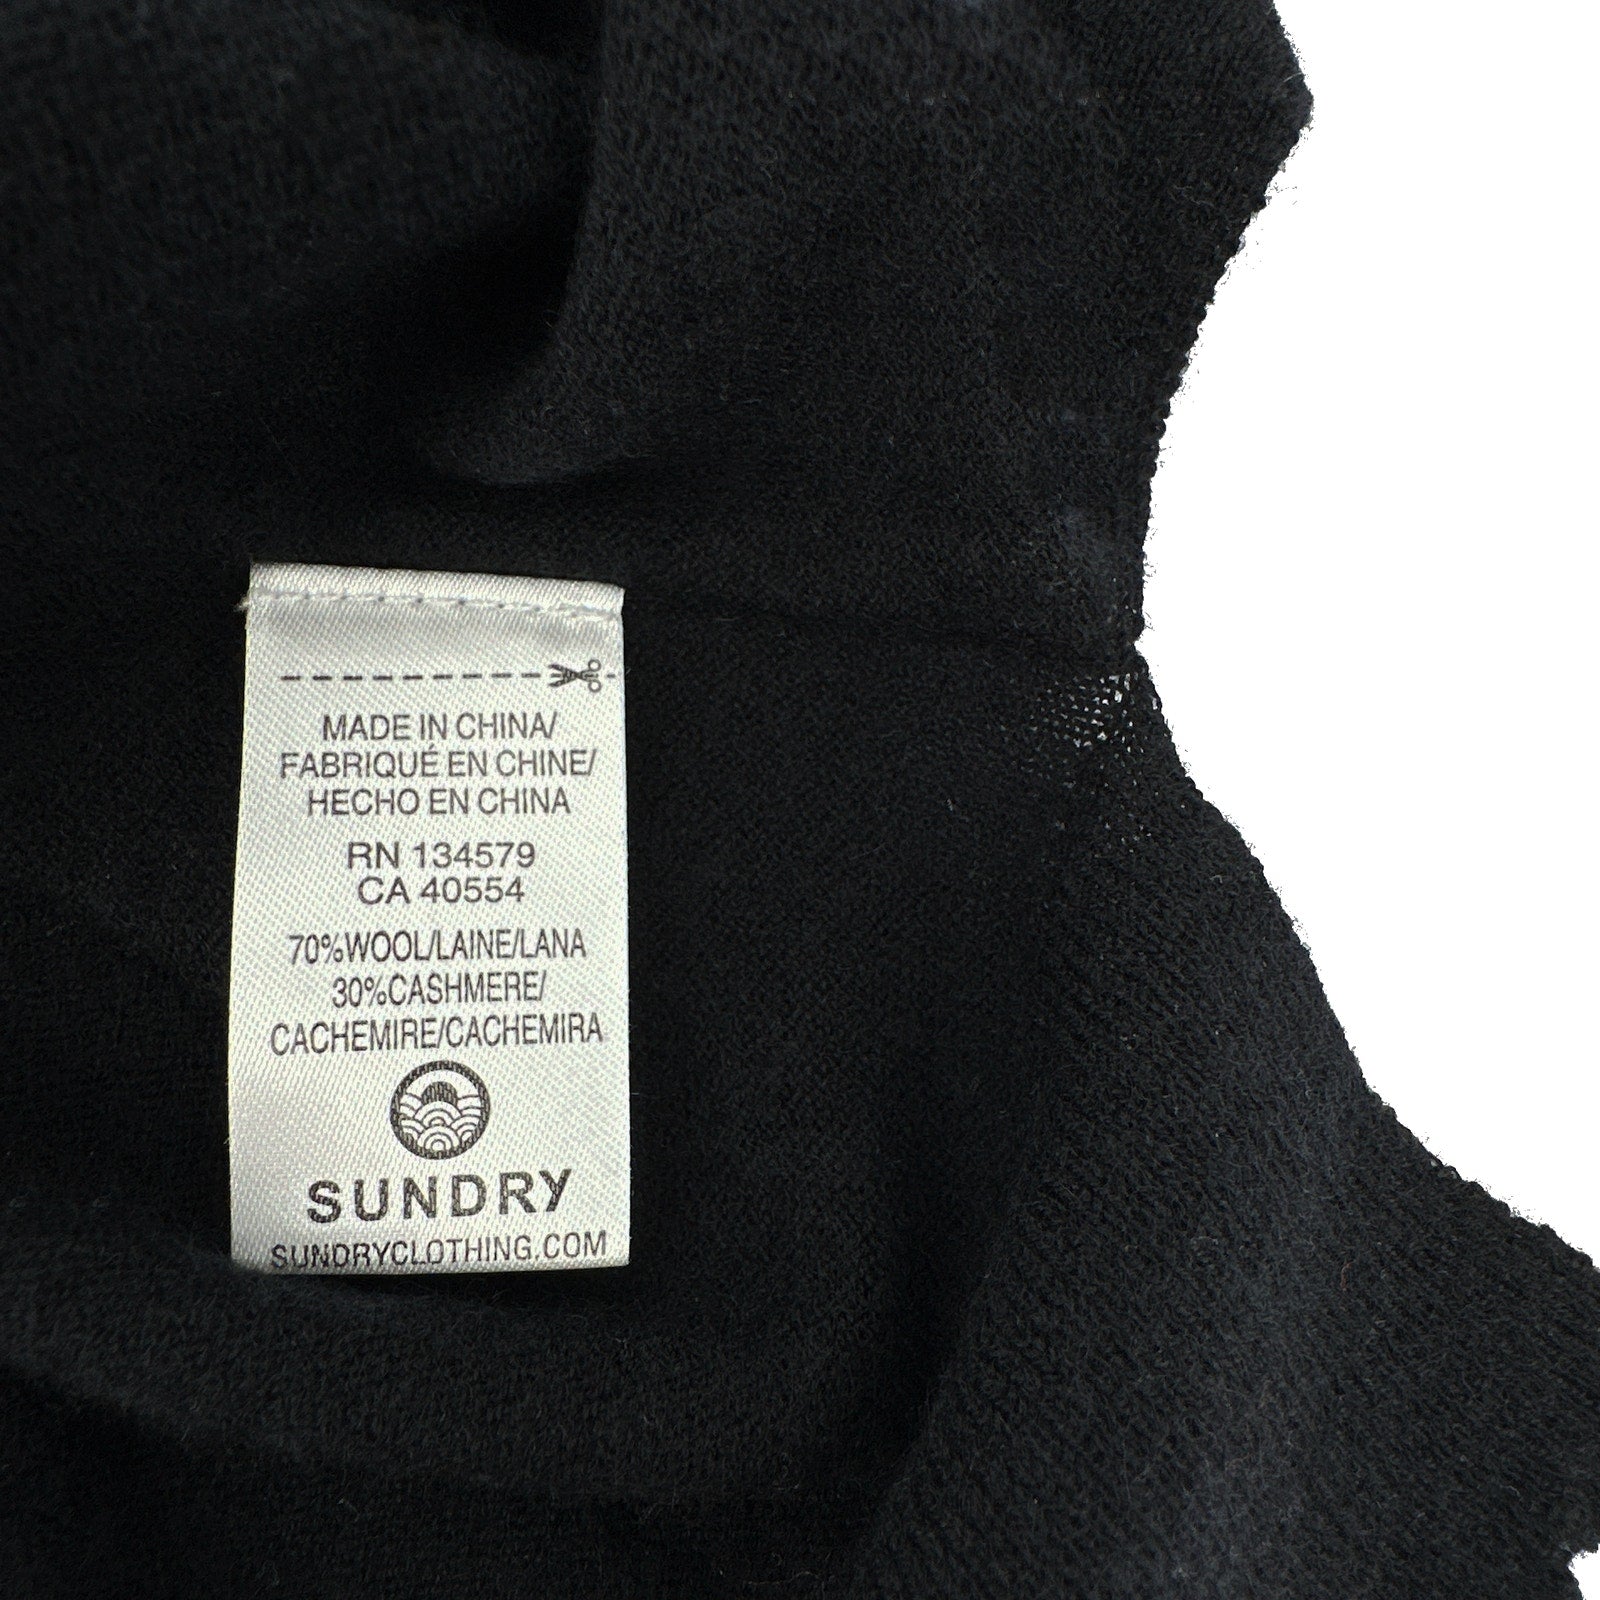 MADE IN CHINA/
FABRIQUÉ EN CHINE/
HECHO EN CHINA
RN 134579
CA 40554
70%WOOL/LAINE/LANA
30%CASHMERE/
CACHEMIRE/CACHEMIRA
SUNDRY
SUNDRYCLOTHING.COM